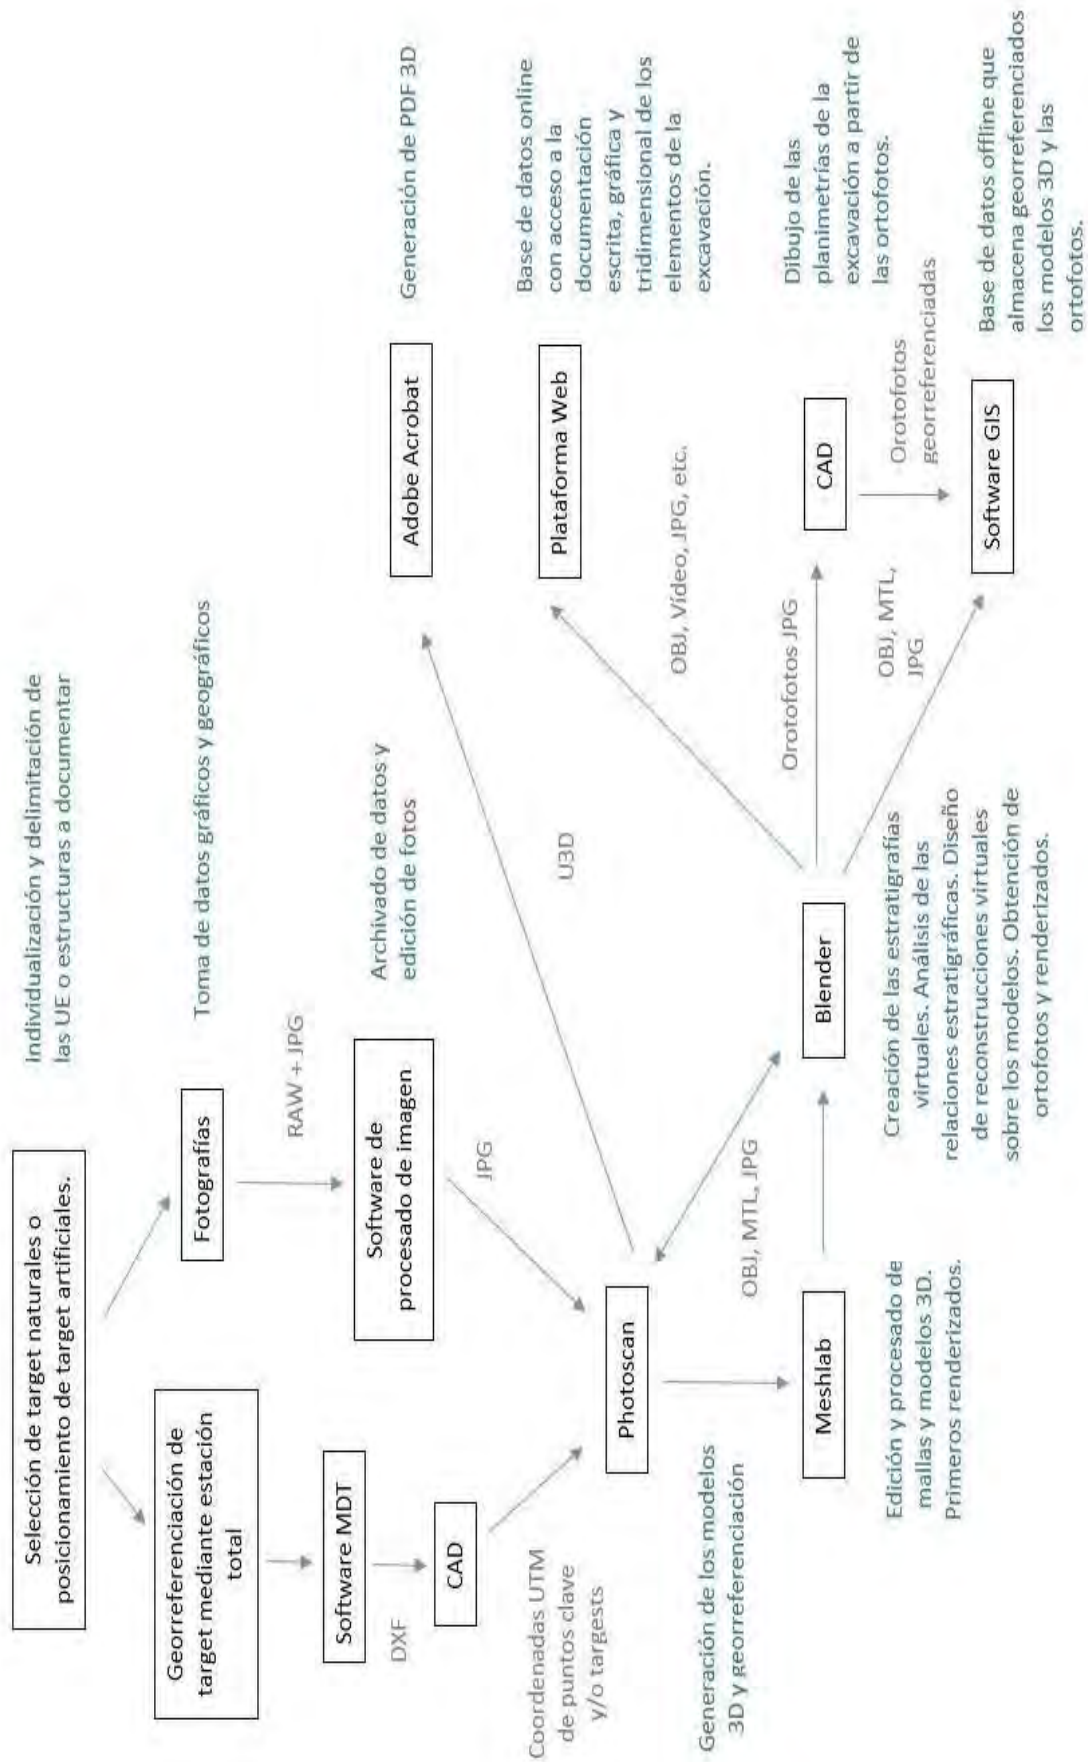 Selección de target naturales o
posicionamiento de target artificiales.
Individualización y delimitación de
las UE o estructuras a documentar
Georreferenciación de
target mediante estación
total
Fotografías
Toma de datos gráficos y geográficos
RAW + JPG
Software MDT
Software de
procesado de imagen
Archivado de datos y
edición de fotos
Adobe Acrobat
Generación de PDF 3D
DXF
CAD
JPG
U3D
Coordenadas UTM
de puntos clave
y/o targests
Plataforma Web
Base de datos online
con acceso a la
documentación
escrita, gráfica y
tridimensional de los
elementos de la
excavación.
Photoscan
OBJ, Vídeo, JPG, etc.
Generación de los modelos
3D y georreferenciación
OBJ, MTL, JPG
Orotofotos JPG
Meshlab
Blender
CAD
Dibujo de las
planimetrías de la
excavación a partir de
las ortofotos.
Edición y procesado de
mallas y modelos 3D.
Primeros renderizados.
Creación de las estratigrafías
virtuales. Análisis de las
relaciones estratigráficas. Diseño
de reconstrucciones virtuales
sobre los modelos. Obtención de
ortofotos y renderizados.
OBJ, MTL,
JPG
Orotofotos
georreferenciadas
Software GIS
Base de datos offline que
almacena georreferenciados
los modelos 3D y las
ortofotos.